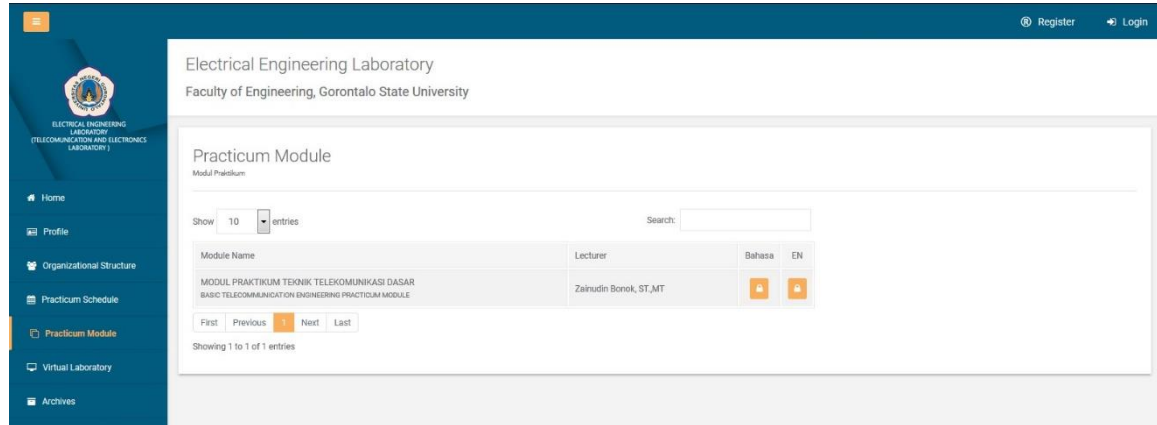 Register Login
ELECTRICAL ENGINEERING
LABORATORY
(TELECOMUNICATION AND ELECTRONICS
LABORATORY )
Home
Profile
Organizational Structure
Practicum Schedule
Practicum Module
Virtual Laboratory
Archives
Electrical Engineering Laboratory
Faculty of Engineering, Gorontalo State University
Practicum Module
Modul Praktikum
Show 10 entries Search:
Module Name Lecturer Bahasa EN
MODUL PRAKTIKUM TEKNIK TELEKOMUNIKASI DASAR
BASIC TELECOMMUNICATION ENGINEERING PRACTICUM MODULE
Zainudin Bonok, ST.,MT
First Previous 1 Next Last
Showing 1 to 1 of 1 entries